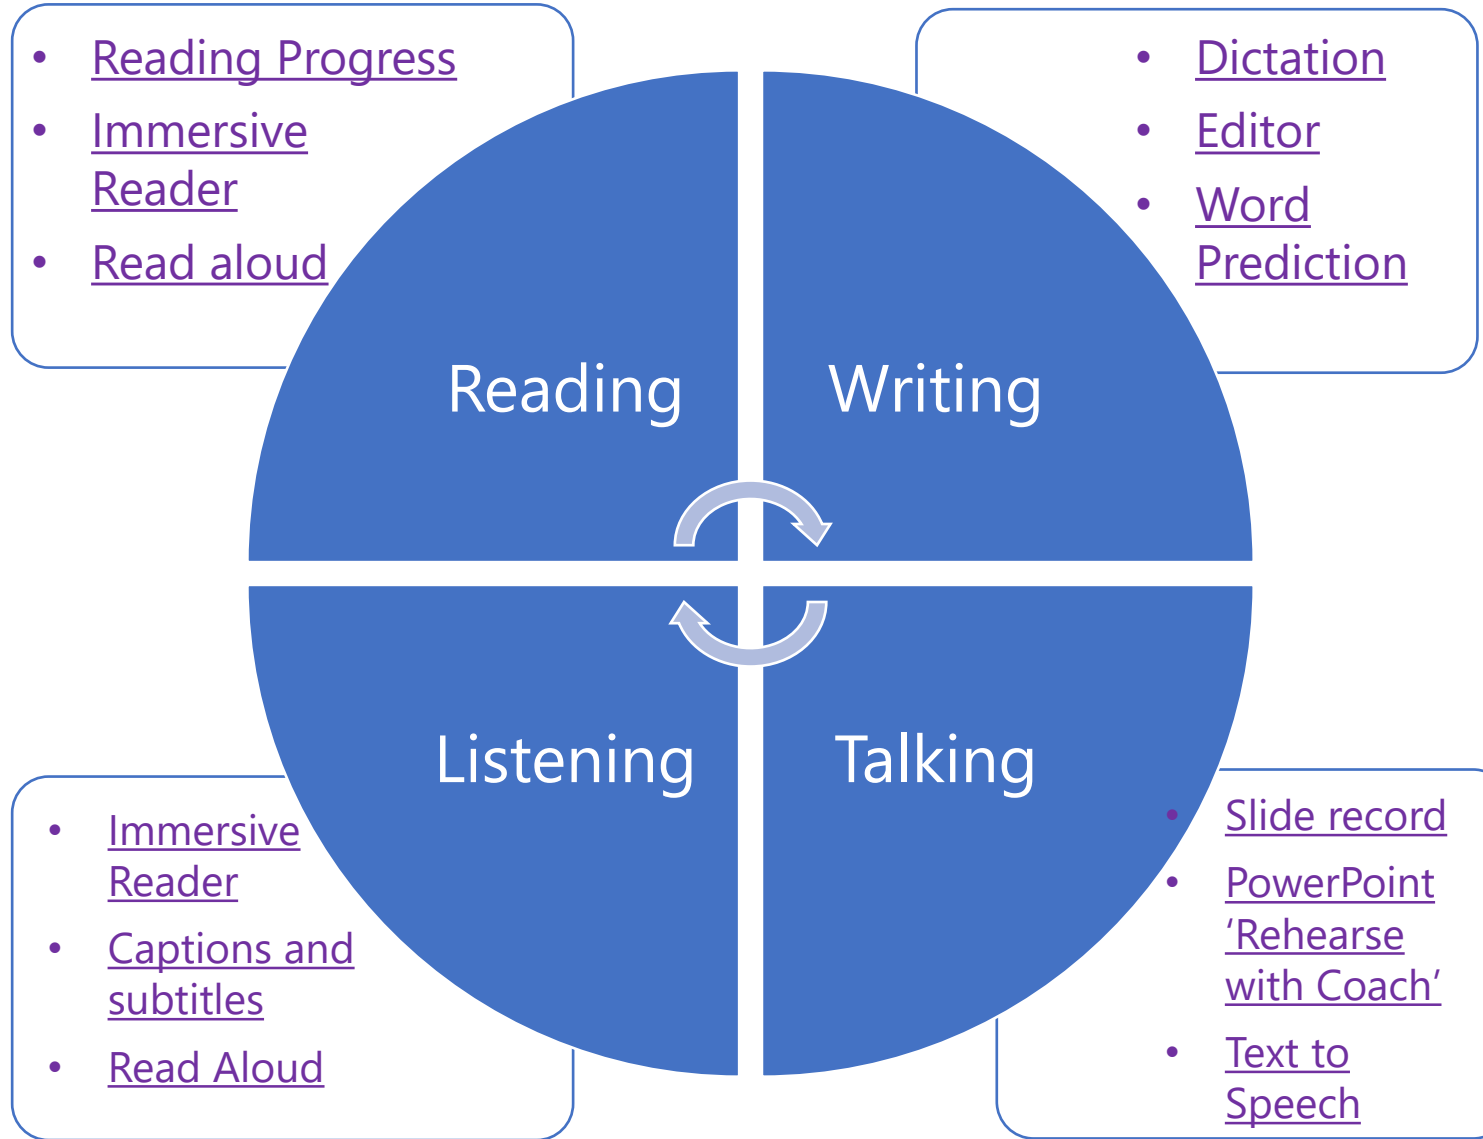 • Reading Progress
• Immersive
Reader
• Read aloud
• Dictation
• Editor
• Word
Prediction
Reading
Writing
Listening
Talking
• Immersive
Reader
• Captions and
subtitles
• Read Aloud
• Slide record
• PowerPoint
‘Rehearse
with Coach’
• Text to
Speech